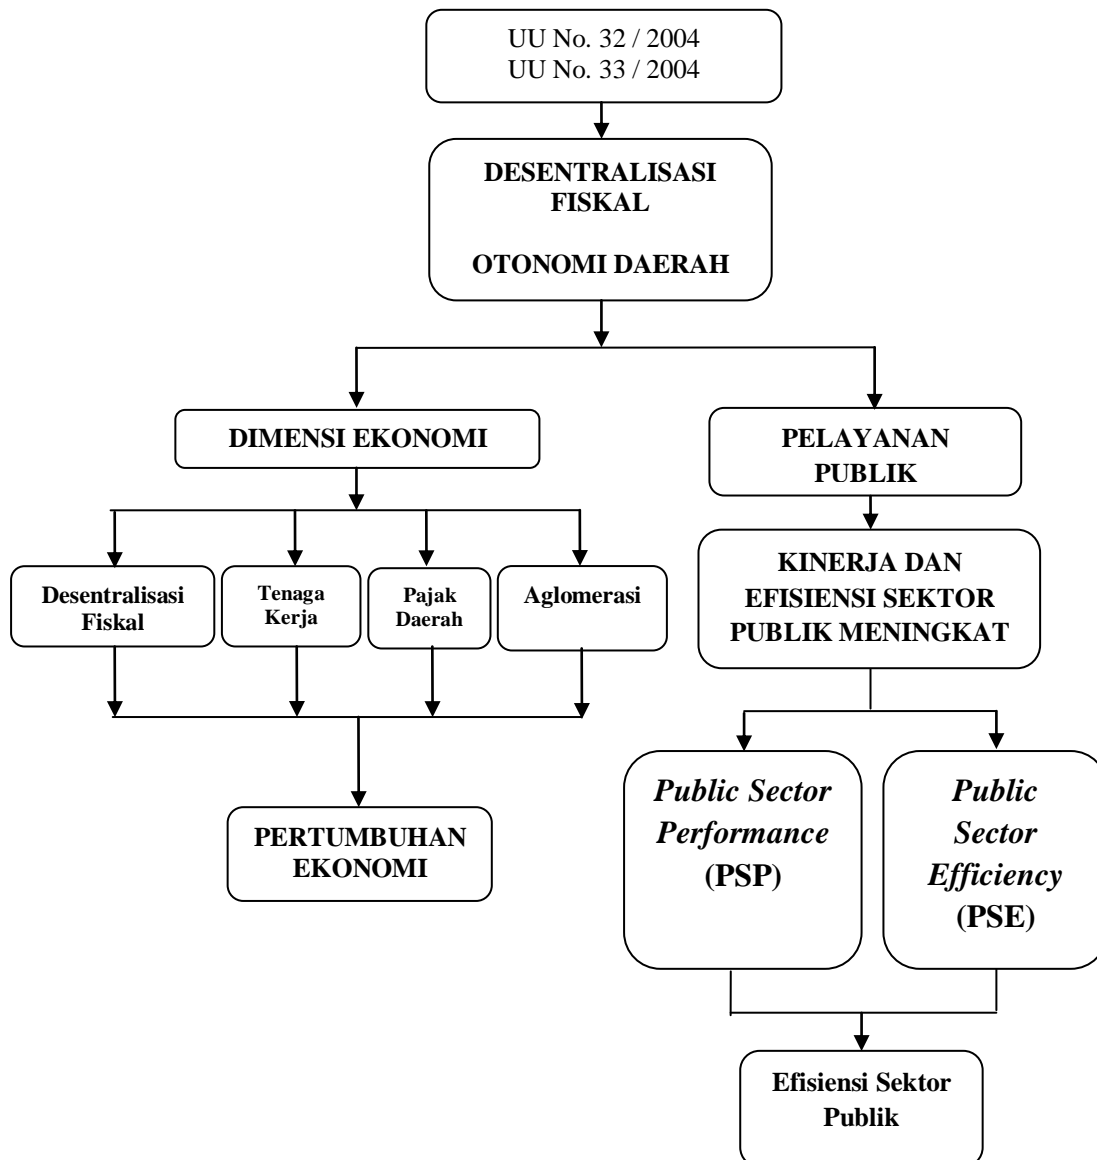 UU No. 32 / 2004
UU No. 33 / 2004
DESENTRALISASI
FISKAL
OTONOMI DAERAH
DIMENSI EKONOMI
PELAYANAN
PUBLIK
Desentralisasi
Fiskal
Tenaga
Kerja
Pajak
Daerah
Aglomerasi
KINERJA DAN
EFISIENSI SEKTOR
PUBLIK MENINGKAT
PERTUMBUHAN
EKONOMI
Public Sector
Performance
(PSP)
Public
Sector
Efficiency
(PSE)
Efisiensi Sektor
Publik